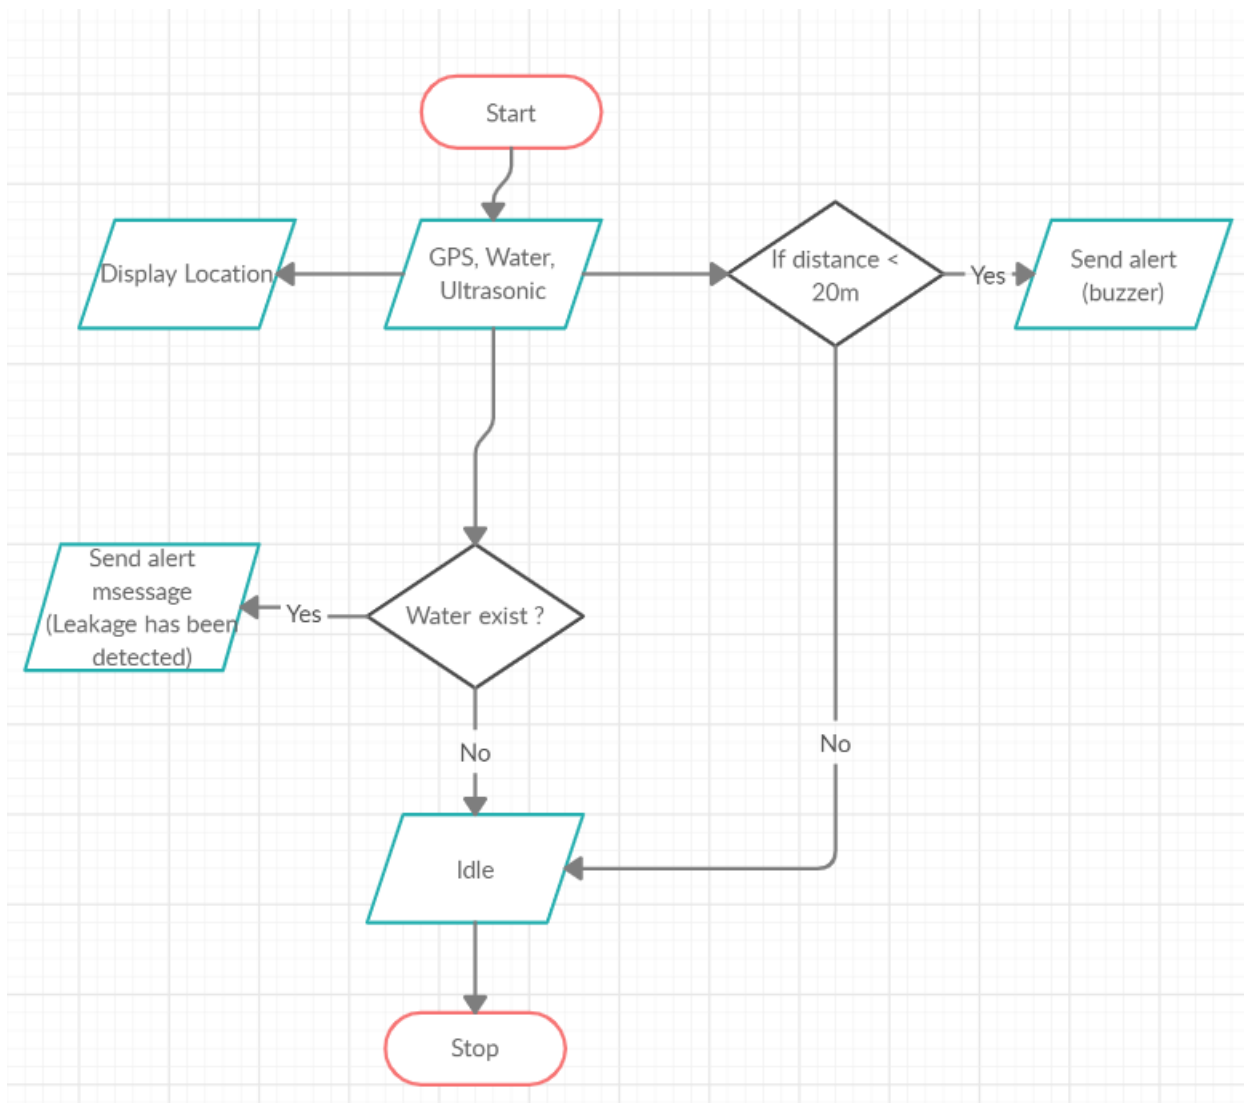 Start
Display Location
GPS, Water,
Ultrasonic
If distance <
20m
Yes
Send alert
(buzzer)
Send alert
msessage
(Leakage has been
detected)
Yes
Water exist ?
No
No
Idle
Stop